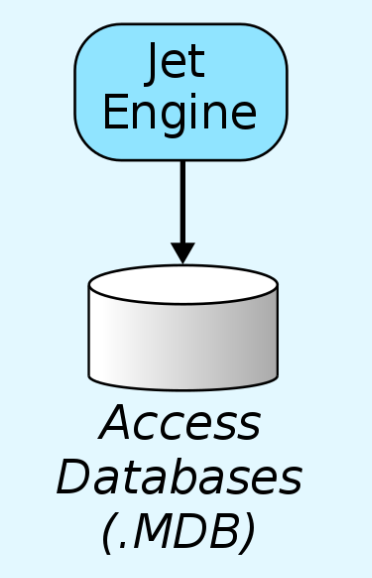 Jet
Engine
Access
Databases
(.MDB)